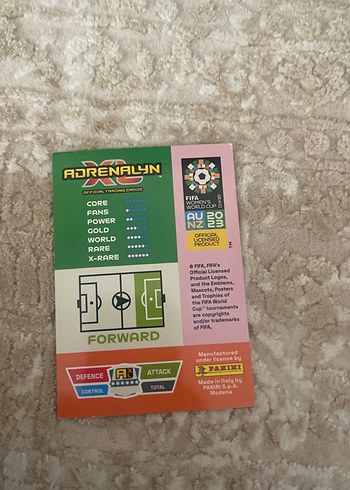 ADRENALYN
XL
OFFICIAL TRADING CARDS
CORE
FANS
POWER
GOLD
WORLD
RARE
X-RARE
FORWARD
DEFENCE
ATTACK
CONTROL
TOTAL
FIFA
WOMEN'S
WORLD CUP
AU 20
NZ 23
OFFICIAL
LICENSED
PRODUCT
TM
© FIFA, FIFA's
Official Licensed
Product Logos,
and the Emblems,
Mascots, Posters
and Trophies of
the FIFA World
Cup™ tournaments
are copyrights
and/or trademarks
of FIFA.
Manufactured
under licence by
PANINI
Made in Italy by
PANINI S.p.A.
Modena